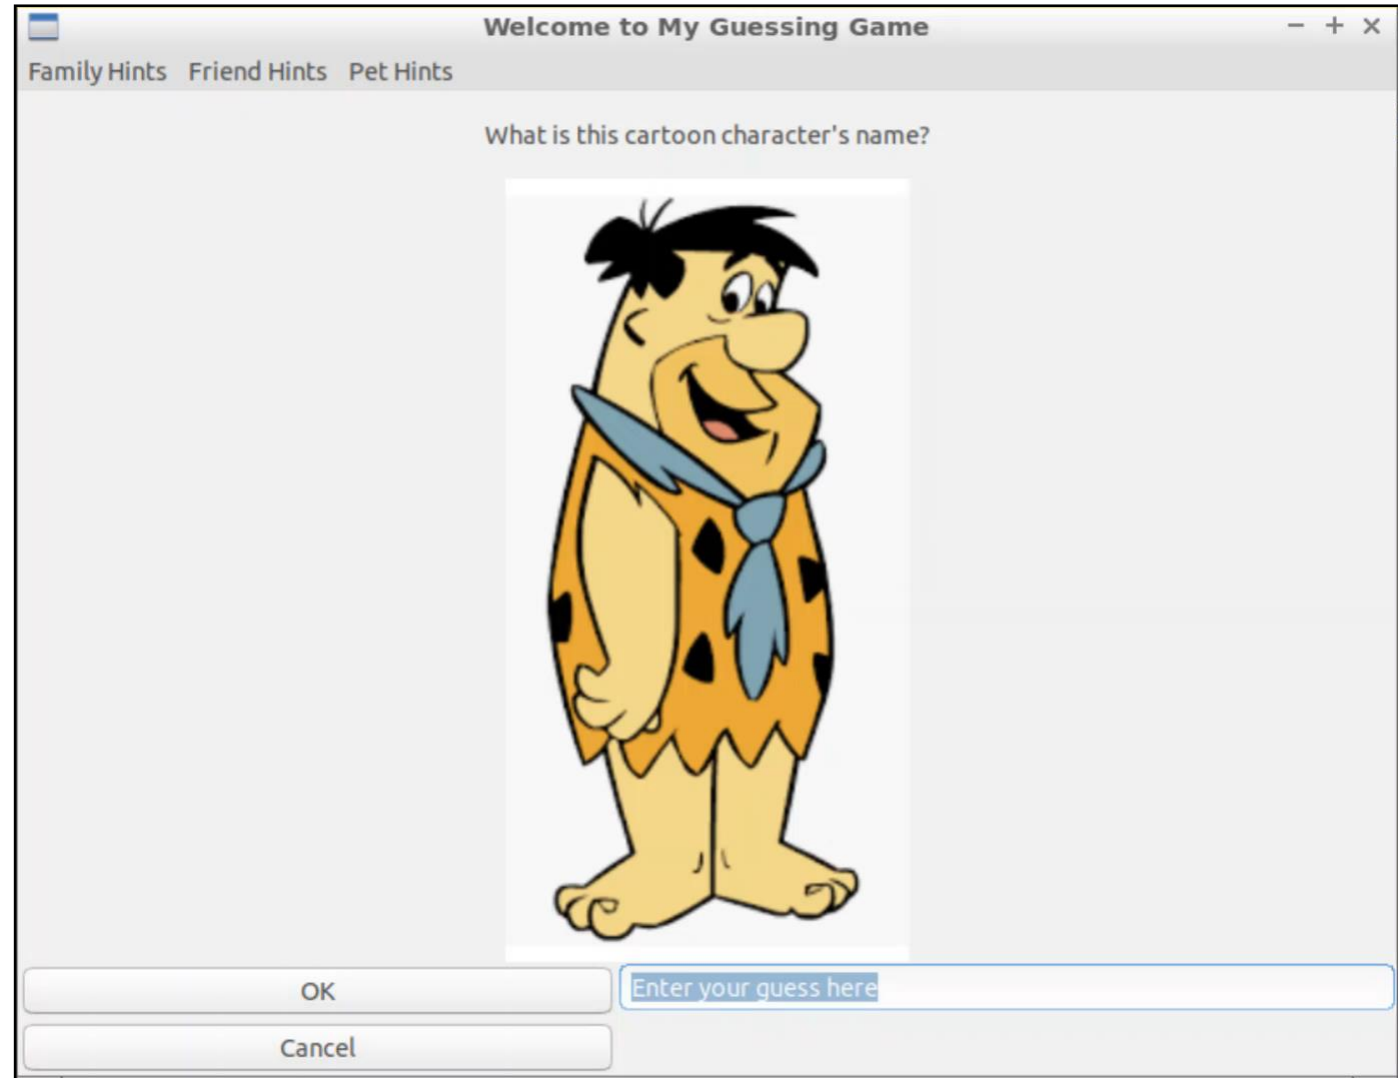 Welcome to My Guessing Game
Family Hints Friend Hints Pet Hints
What is this cartoon character's name?
OK
Enter your guess here
Cancel